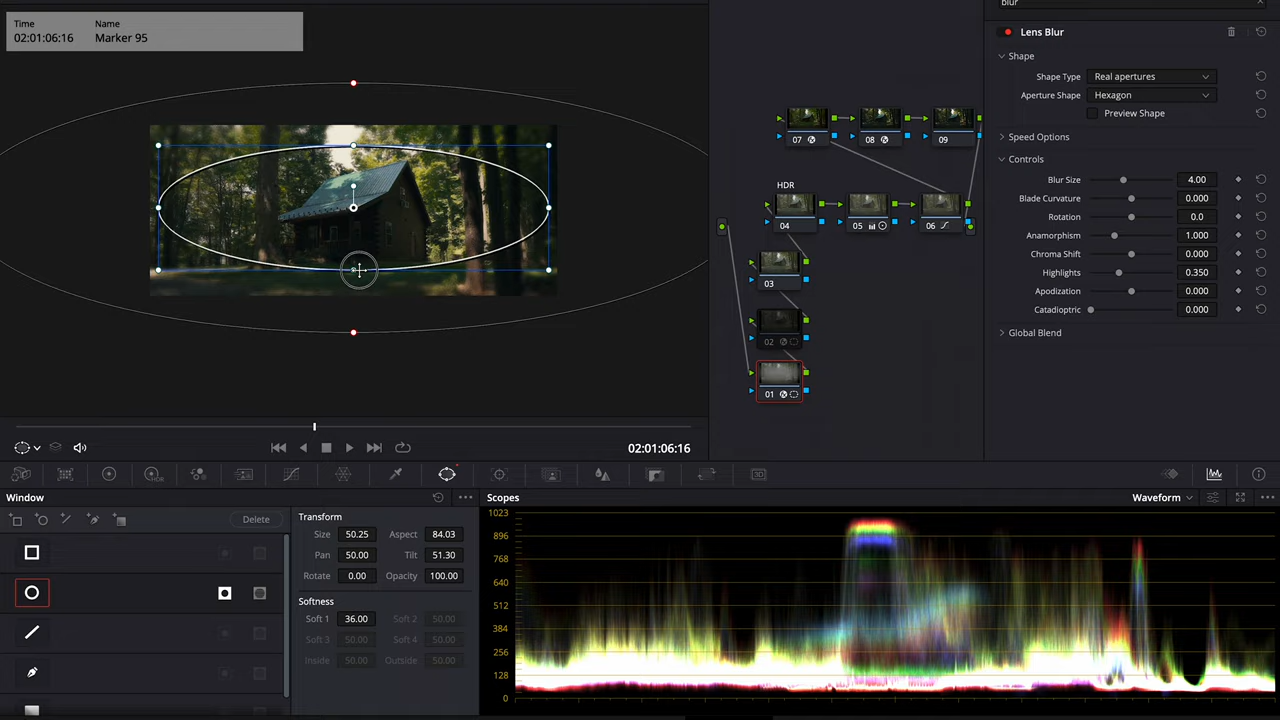 Time Name
02:01:06:16 Marker 95
blur
Lens Blur
Shape
Shape Type Real apertures
Aperture Shape Hexagon
Preview Shape
Speed Options
Controls
Blur Size 4.00
Blade Curvature 0.000
Rotation 0.0
Anamorphism 1.000
Chroma Shift 0.000
Highlights 0.350
Apodization 0.000
Catadioptric 0.000
Global Blend
07 08 09
HDR
04 05 06
03
02
01
02:01:06:16
3D
Window
Delete
Transform
Size 50.25 Aspect 84.03
Pan 50.00 Tilt 51.30
Rotate 0.00 Opacity 100.00
Softness
Soft 1 36.00 Soft 2 50.00
Soft 3 50.00 Soft 4 50.00
Inside 50.00 Outside 50.00
Scopes Waveform
1023
896
768
640
512
384
256
128
0